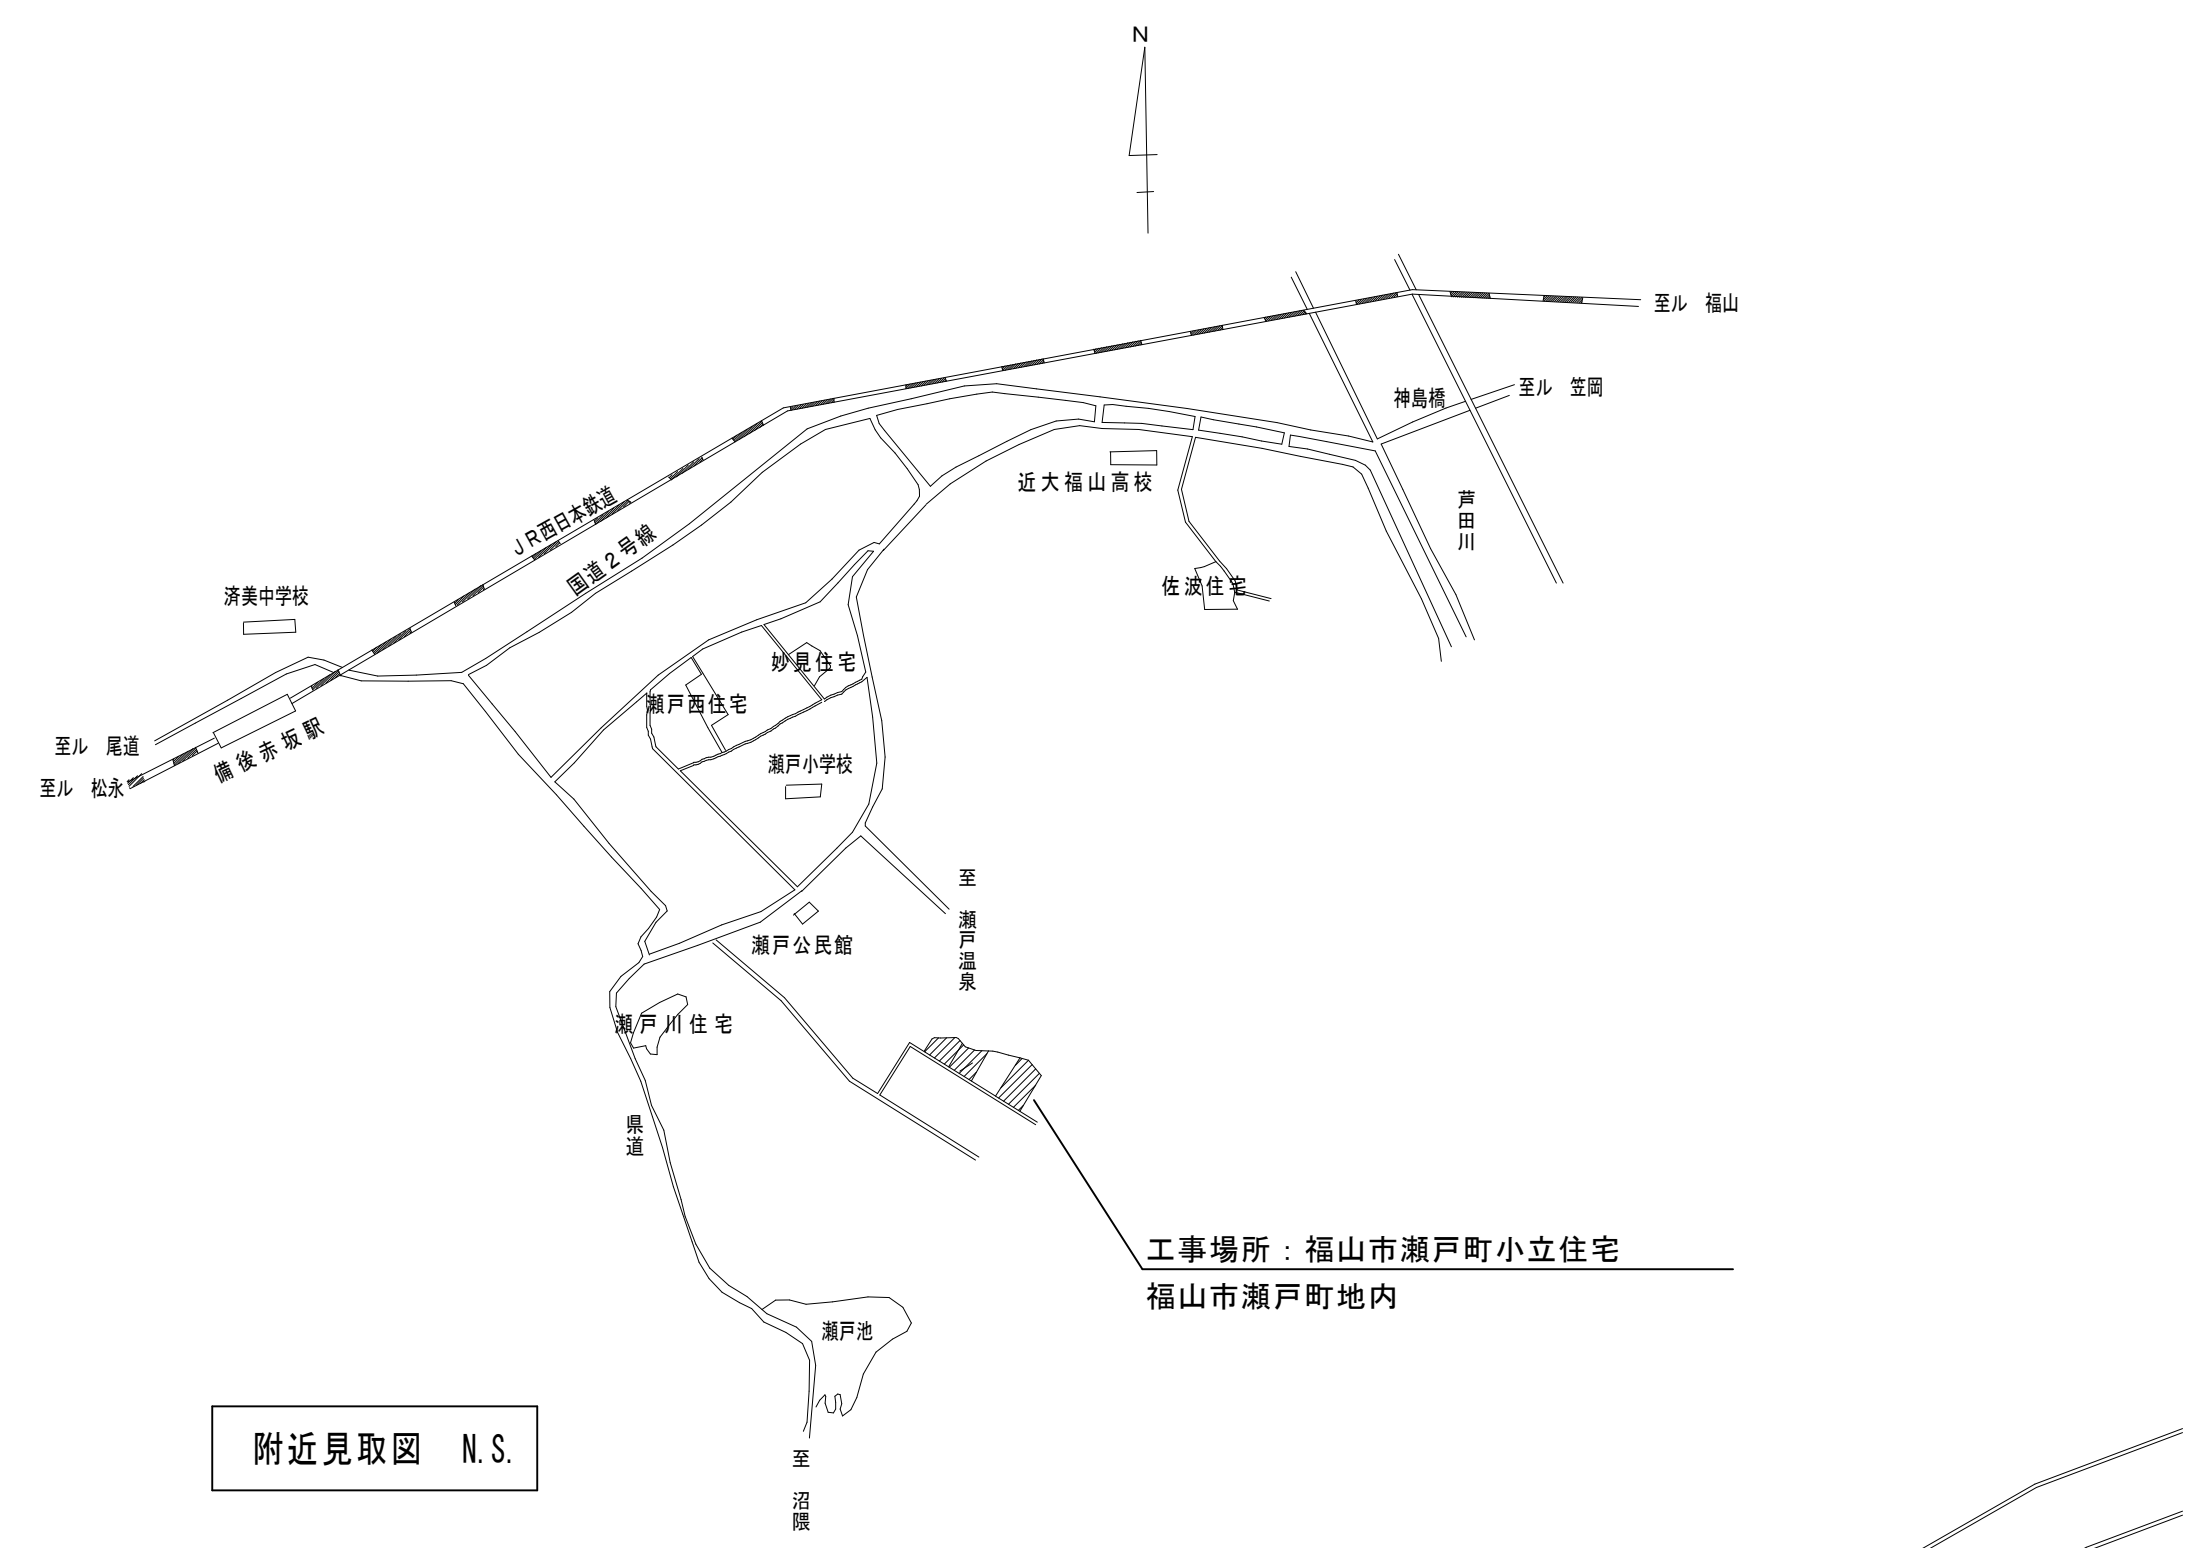 N
至ル　福山
至ル　笠岡
神島橋
芦田川
近大福山高校
佐波住宅
JR西日本鉄道
国道２号線
済美中学校
妙見住宅
瀬戸西住宅
至ル　尾道
至ル　松永
備後赤坂駅
瀬戸小学校
至　瀬戸温泉
瀬戸公民館
瀬戸川住宅
県道
工事場所：福山市瀬戸町小立住宅
福山市瀬戸町地内
瀬戸池
附近見取図　N.S.
至　沼隈